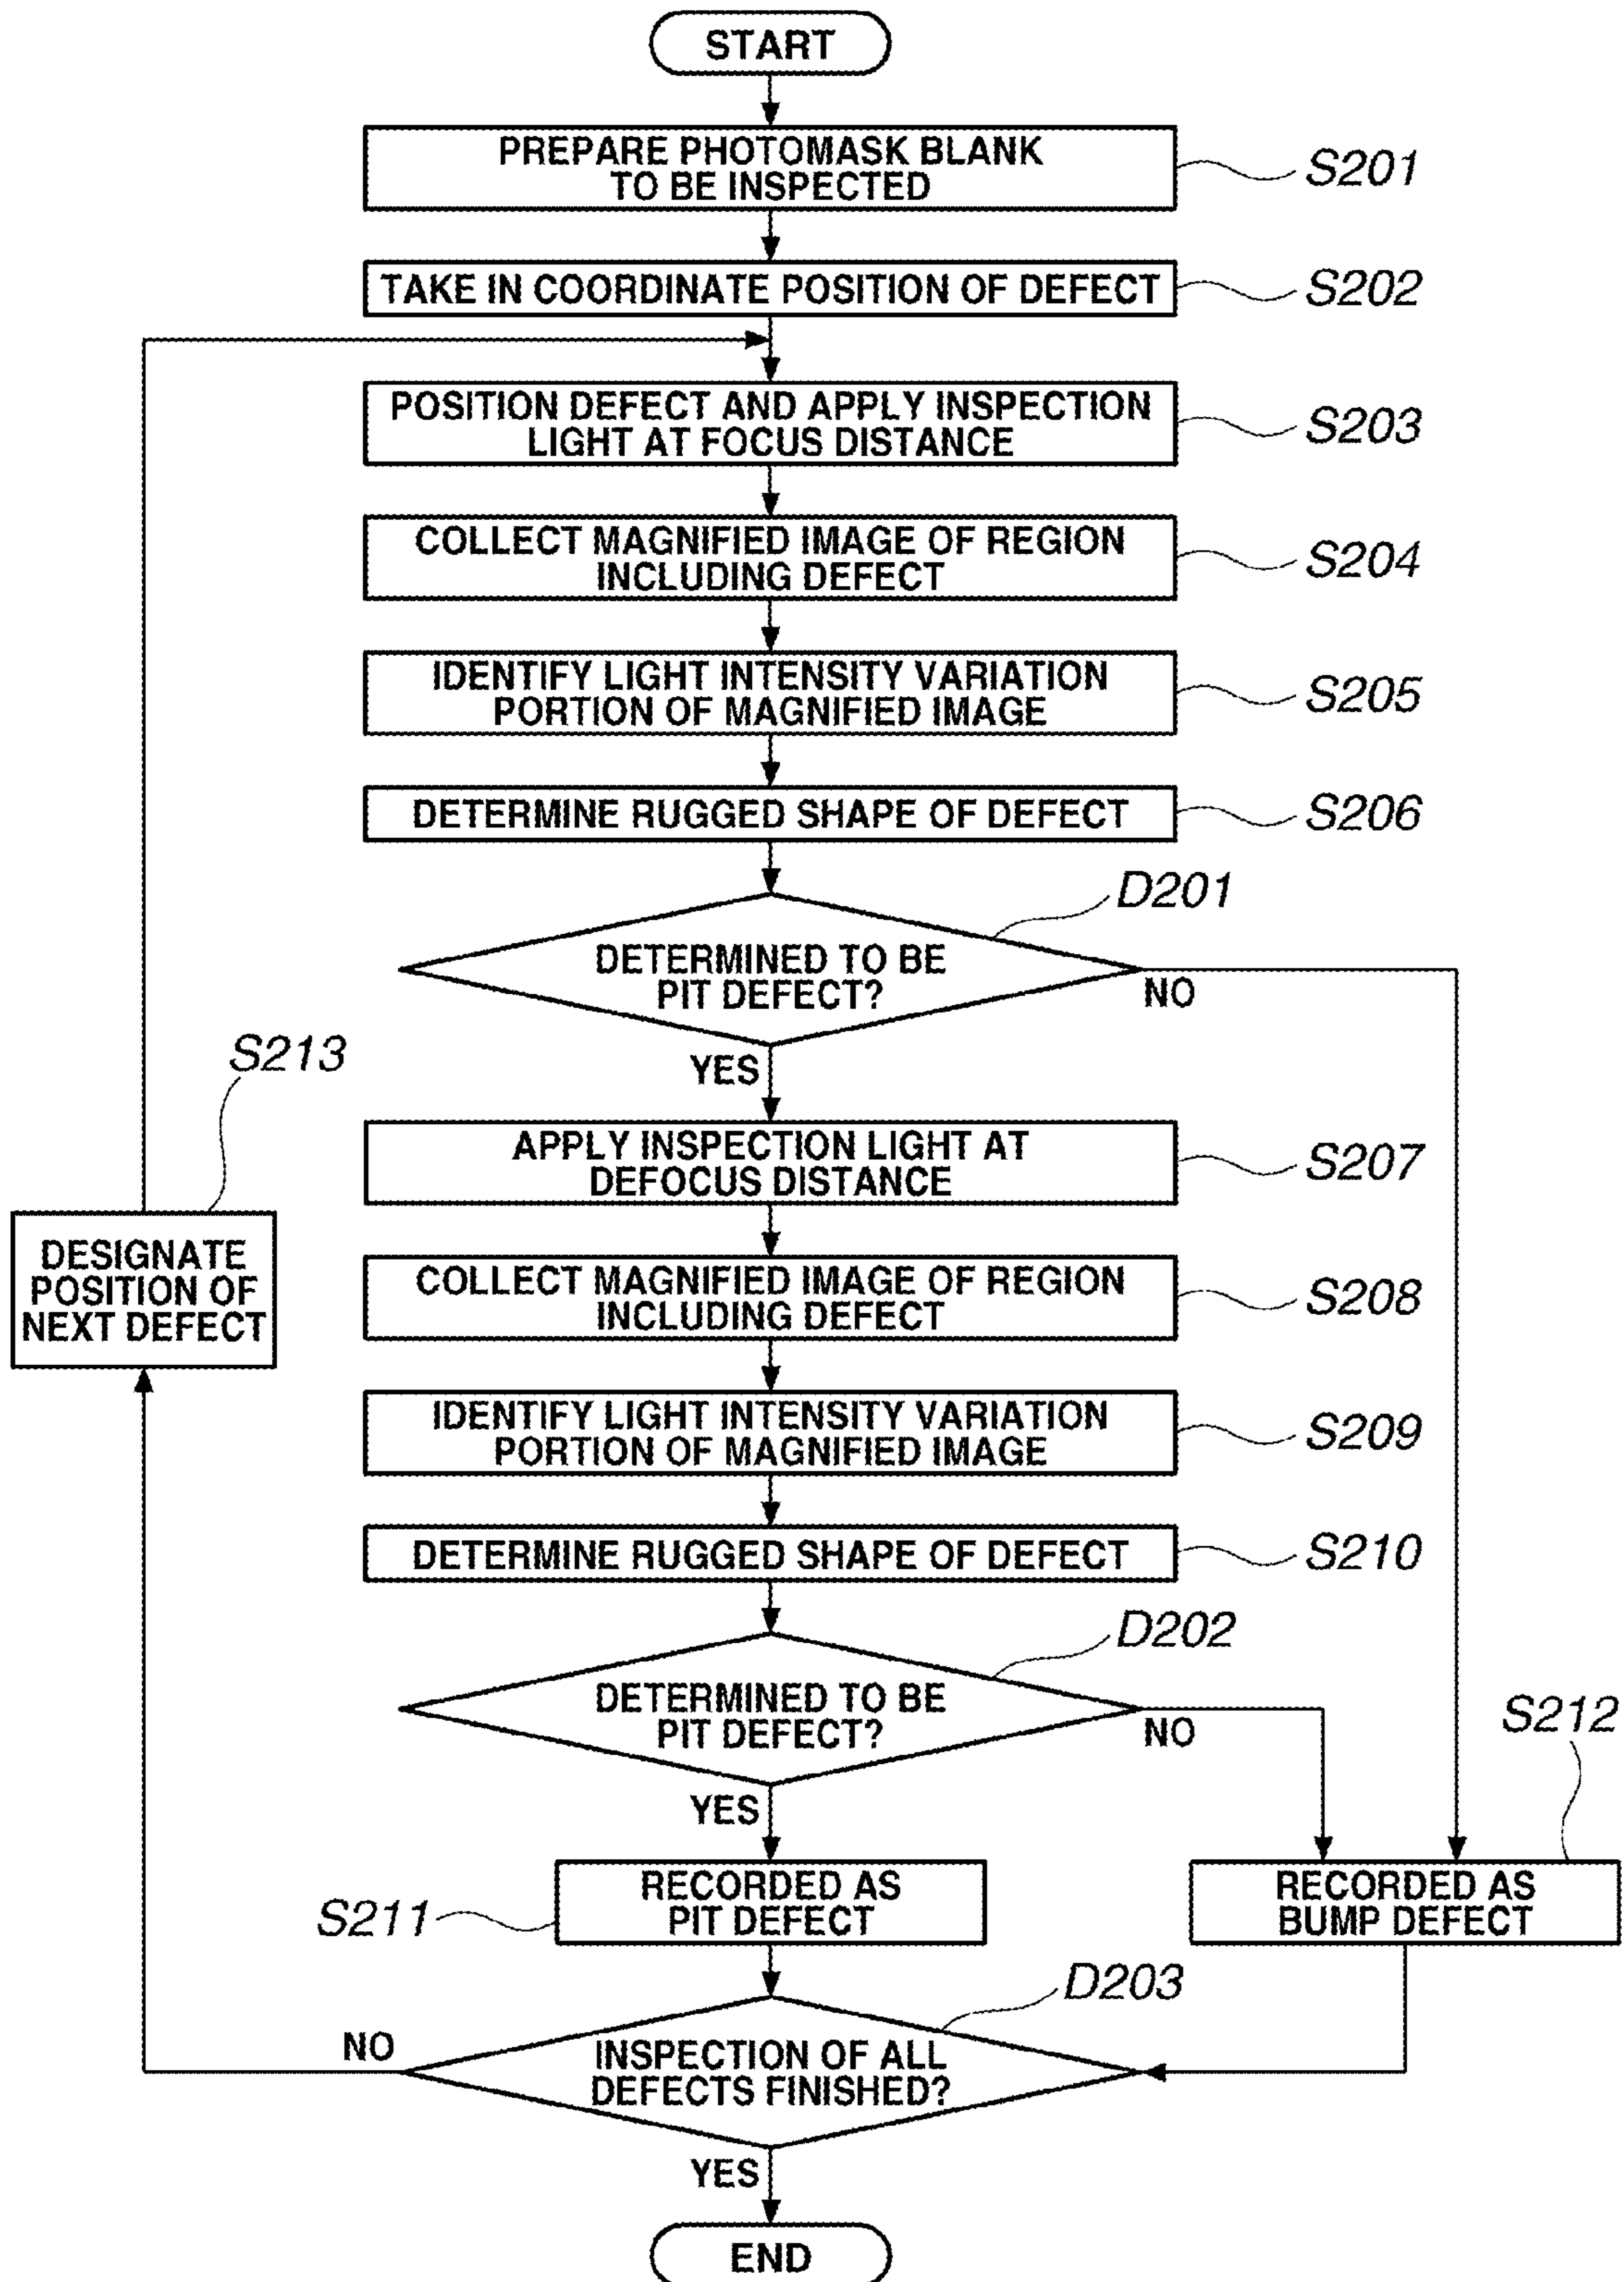 START
PREPARE PHOTOMASK BLANK
TO BE INSPECTED
S201
TAKE IN COORDINATE POSITION OF DEFECT
S202
POSITION DEFECT AND APPLY INSPECTION
LIGHT AT FOCUS DISTANCE
S203
COLLECT MAGNIFIED IMAGE OF REGION
INCLUDING DEFECT
S204
IDENTIFY LIGHT INTENSITY VARIATION
PORTION OF MAGNIFIED IMAGE
S205
DETERMINE RUGGED SHAPE OF DEFECT
S206
D201
DETERMINED TO BE
PIT DEFECT?
NO
YES
S213
APPLY INSPECTION LIGHT AT
DEFOCUS DISTANCE
S207
DESIGNATE
POSITION OF
NEXT DEFECT
COLLECT MAGNIFIED IMAGE OF REGION
INCLUDING DEFECT
S208
IDENTIFY LIGHT INTENSITY VARIATION
PORTION OF MAGNIFIED IMAGE
S209
DETERMINE RUGGED SHAPE OF DEFECT
S210
D202
DETERMINED TO BE
PIT DEFECT?
NO
YES
S212
S211
RECORDED AS
PIT DEFECT
RECORDED AS
BUMP DEFECT
D203
NO
INSPECTION OF ALL
DEFECTS FINISHED?
YES
END